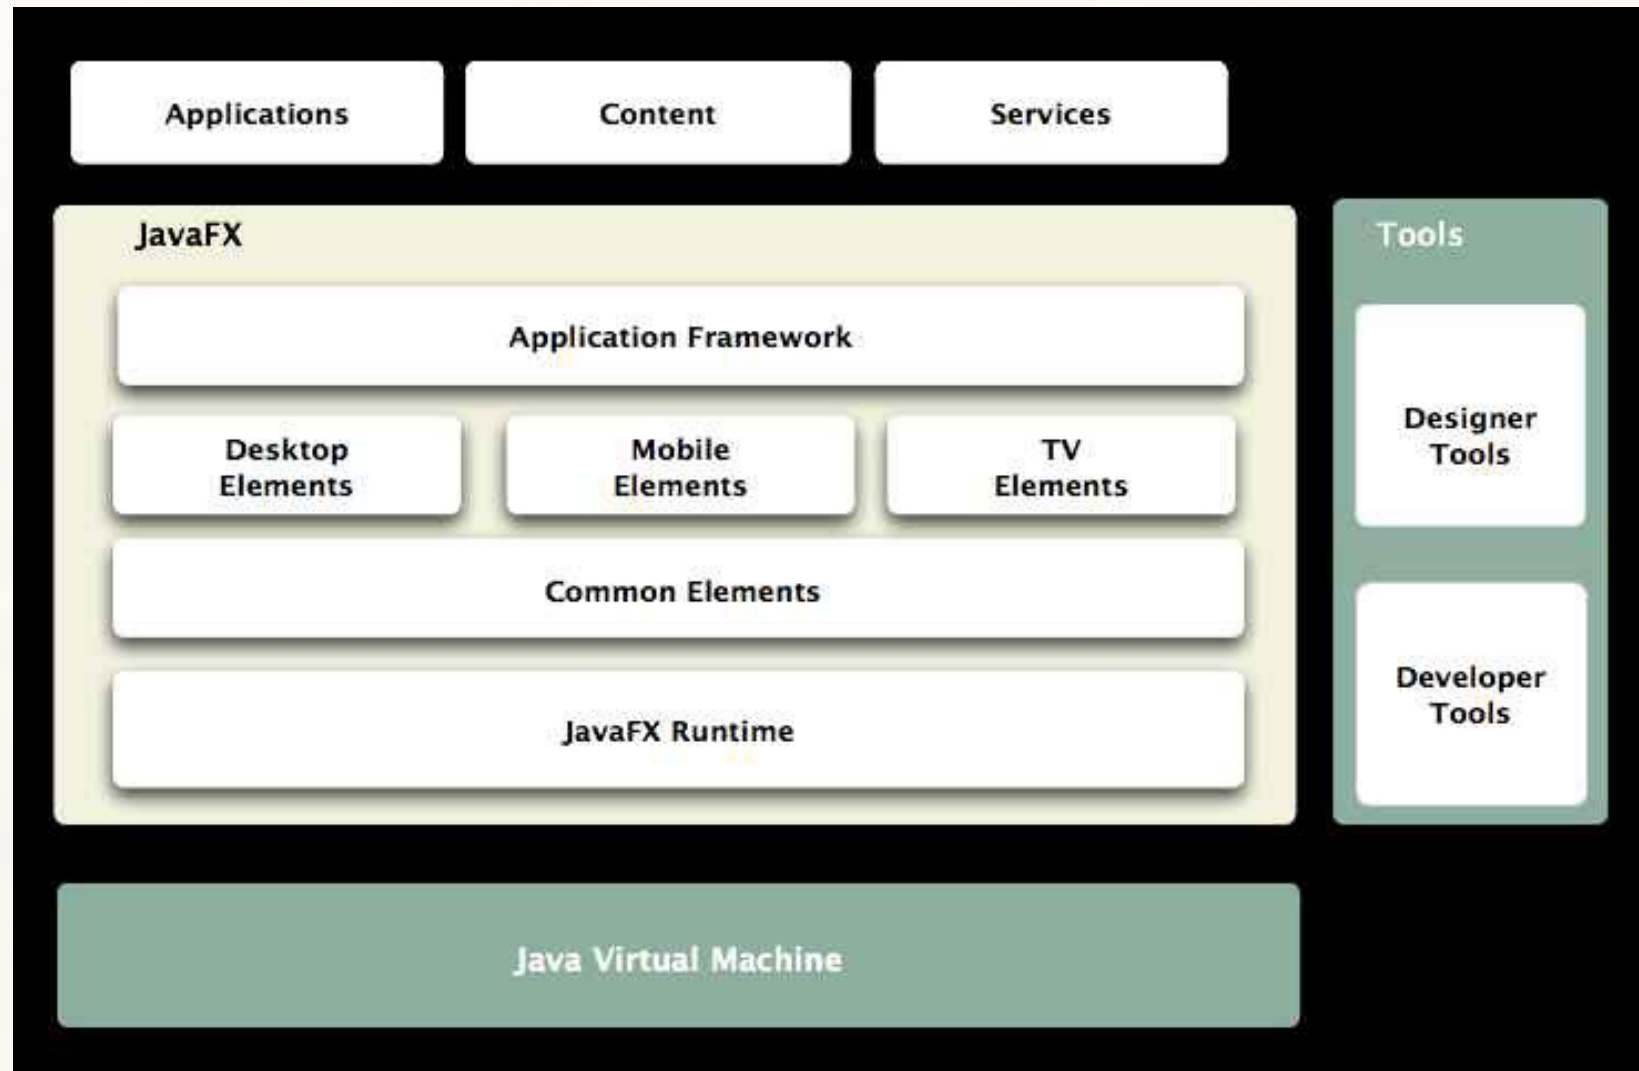 Applications
Content
Services
JavaFX
Application Framework
Desktop
Elements
Mobile
Elements
TV
Elements
Common Elements
JavaFX Runtime
Tools
Designer
Tools
Developer
Tools
Java Virtual Machine